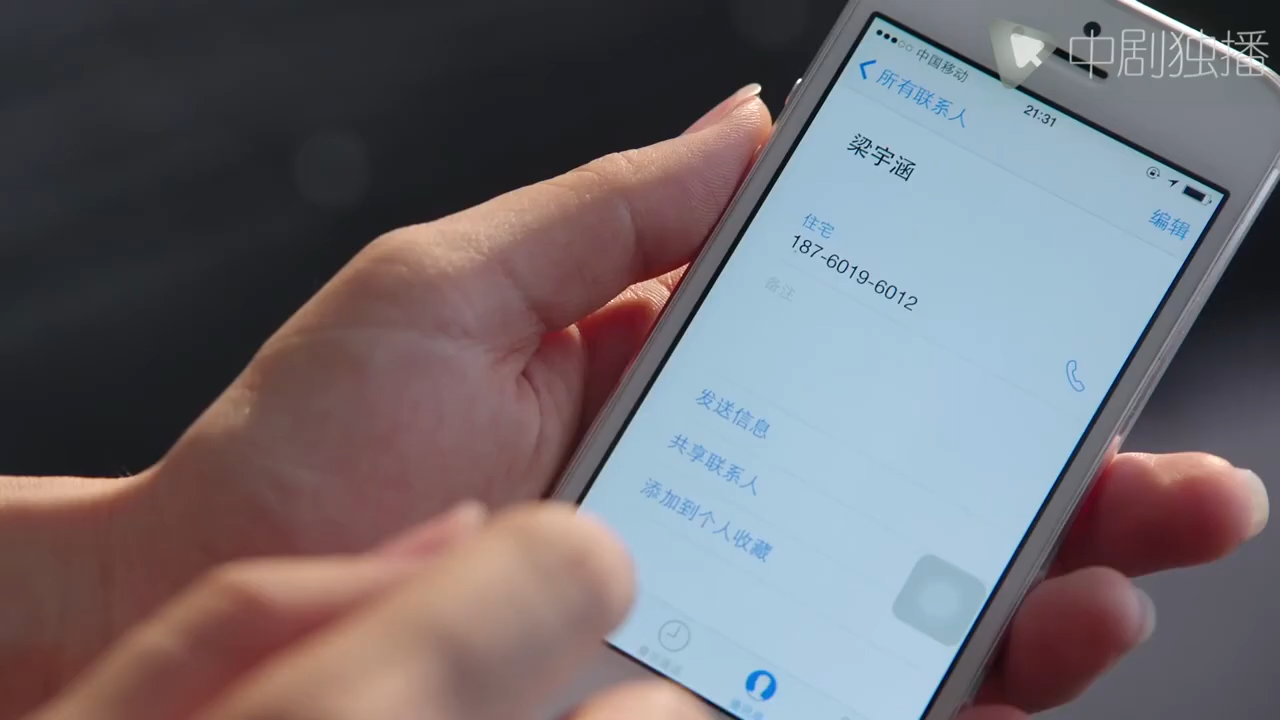 中剧独播
中国移动
21:31
所有联系人
编辑
梁宇涵
住宅
187-6019-6012
备注
发送信息
共享联系人
添加到个人收藏